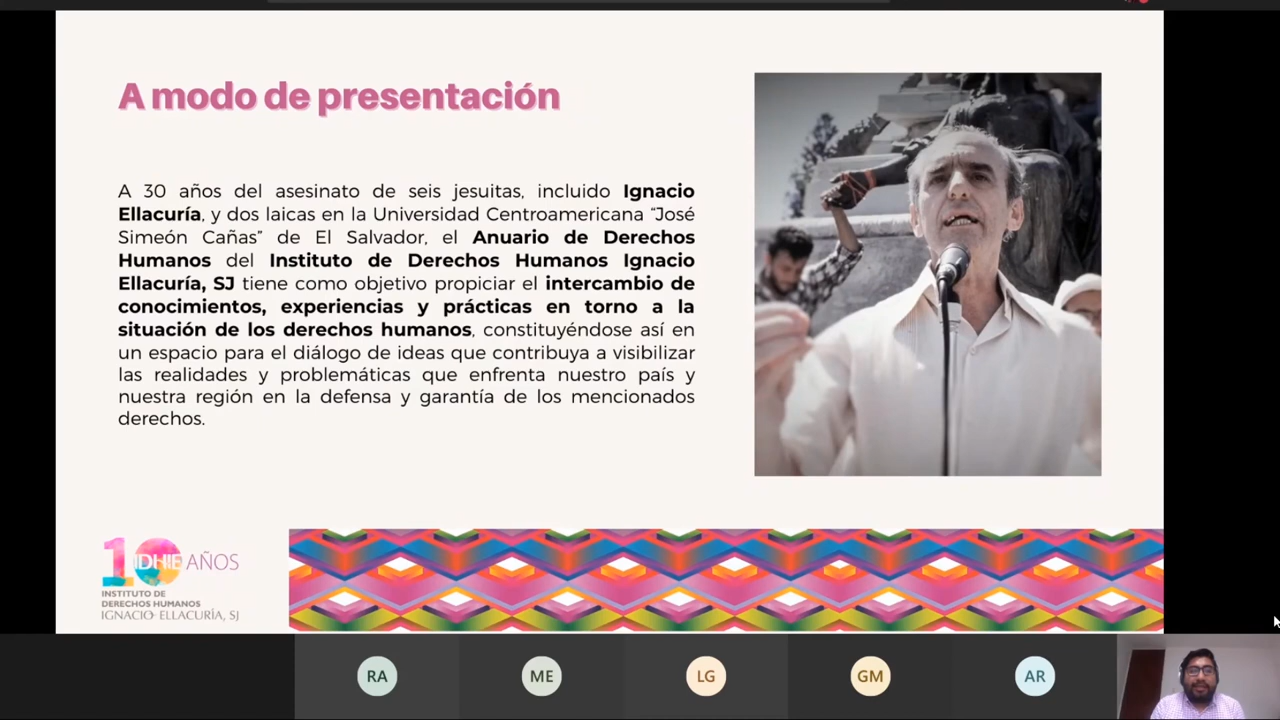 A modo de presentación
A 30 años del asesinato de seis jesuitas, incluido Ignacio
Ellacuría, y dos laicas en la Universidad Centroamericana “José
Simeón Cañas” de El Salvador, el Anuario de Derechos
Humanos del Instituto de Derechos Humanos Ignacio
Ellacuría, SJ tiene como objetivo propiciar el intercambio de
conocimientos, experiencias y prácticas en torno a la
situación de los derechos humanos, constituyéndose así en
un espacio para el diálogo de ideas que contribuya a visibilizar
las realidades y problemáticas que enfrenta nuestro país y
nuestra región en la defensa y garantía de los mencionados
derechos.
10 IDHIE AÑOS
INSTITUTO DE
DERECHOS HUMANOS
IGNACIO ELLACURÍA, SJ
RA
ME
LG
GM
AR